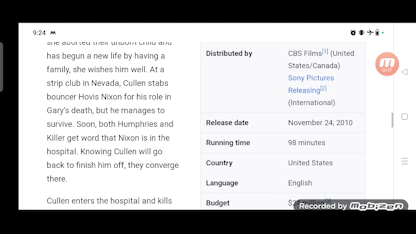 9:24
she aborted their unborn child and
has begun a new life by having a
family, she wishes him well. At a
strip club in Nevada, Cullen stabs
bouncer Hovis Nixon for his role in
Gary's death, but he manages to
survive. Soon, both Humphries and
Killer get word that Nixon is in the
hospital. Knowing Cullen will go
back to finish him off, they converge
there.
Cullen enters the hospital and kills
Distributed by CBS Films[1] (United
States/Canada)
Sony Pictures
Releasing[2]
(International)
Release date November 24, 2010
Running time 98 minutes
Country United States
Language English
Budget
Recorded by MOBIZEN